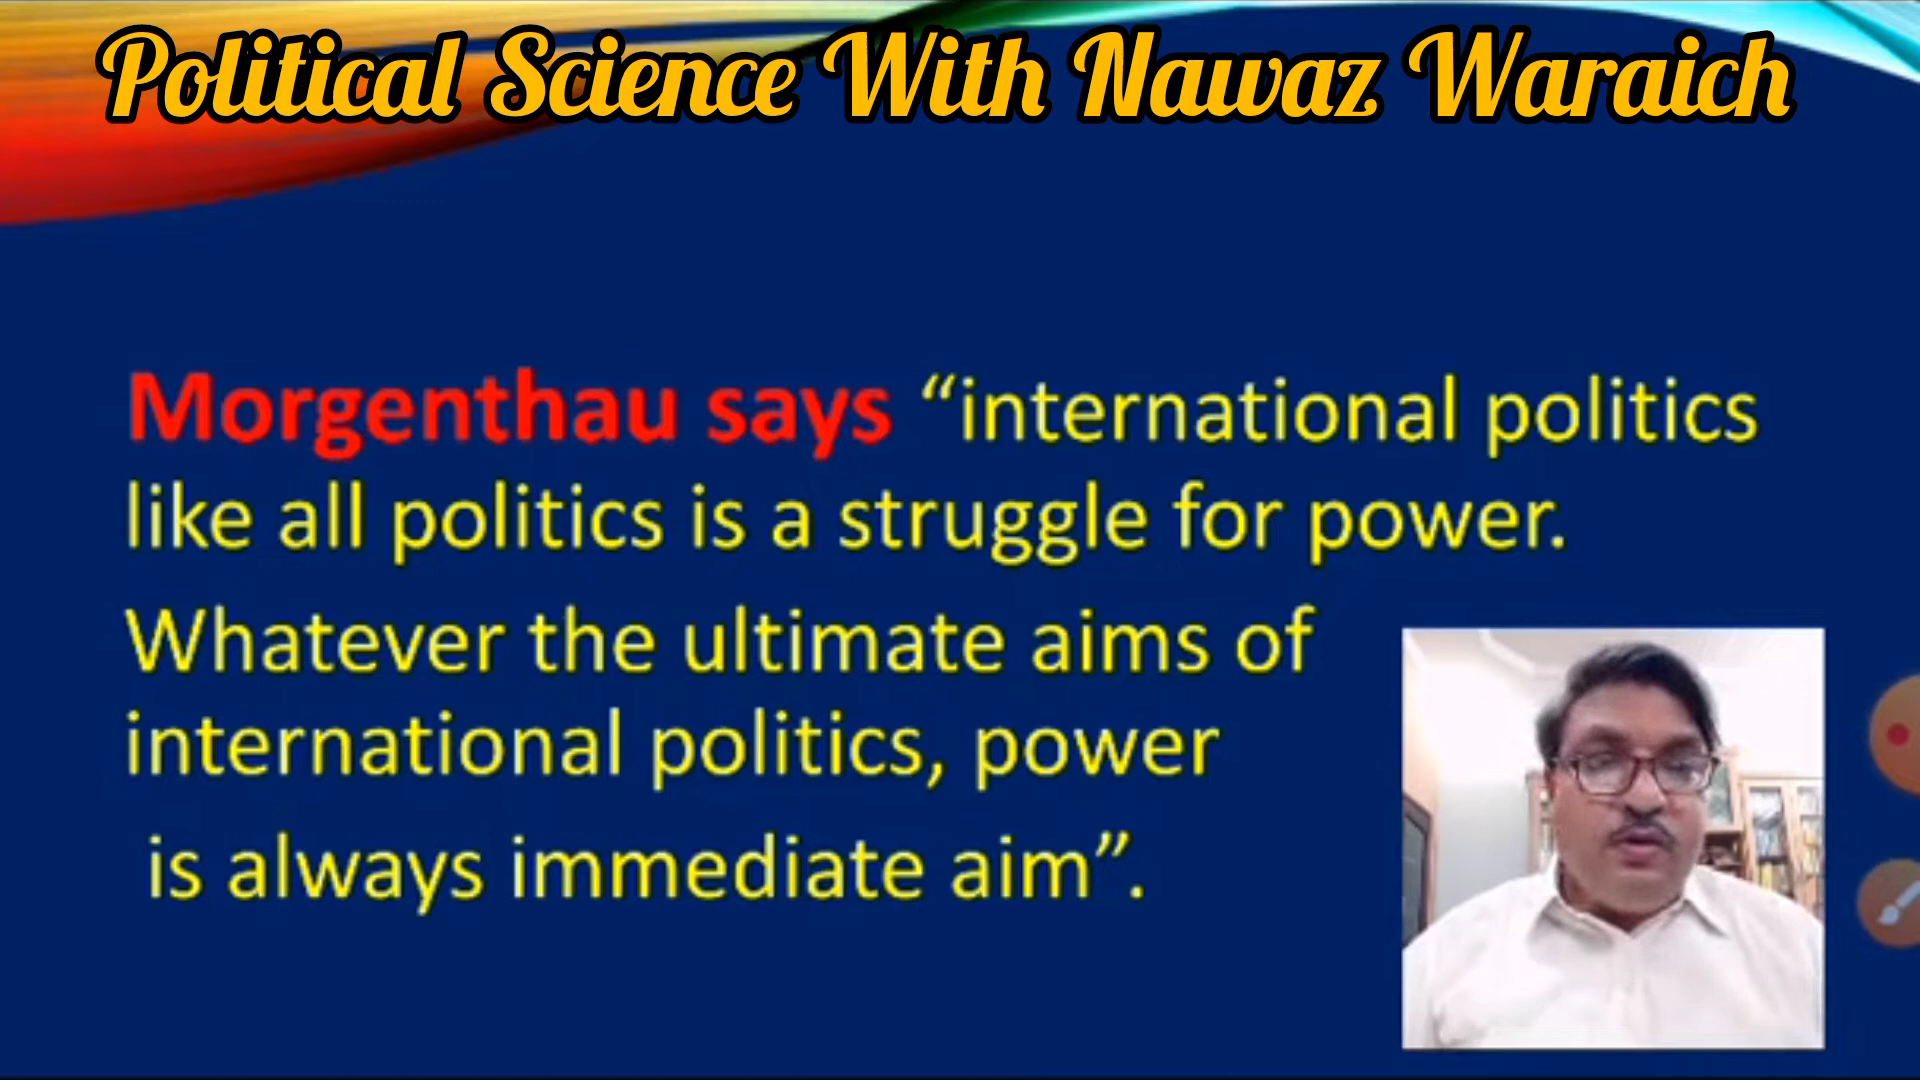 Political Science With Nawaz Waraich
Morgenthau says “international politics
like all politics is a struggle for power.
Whatever the ultimate aims of
international politics, power
is always immediate aim”.